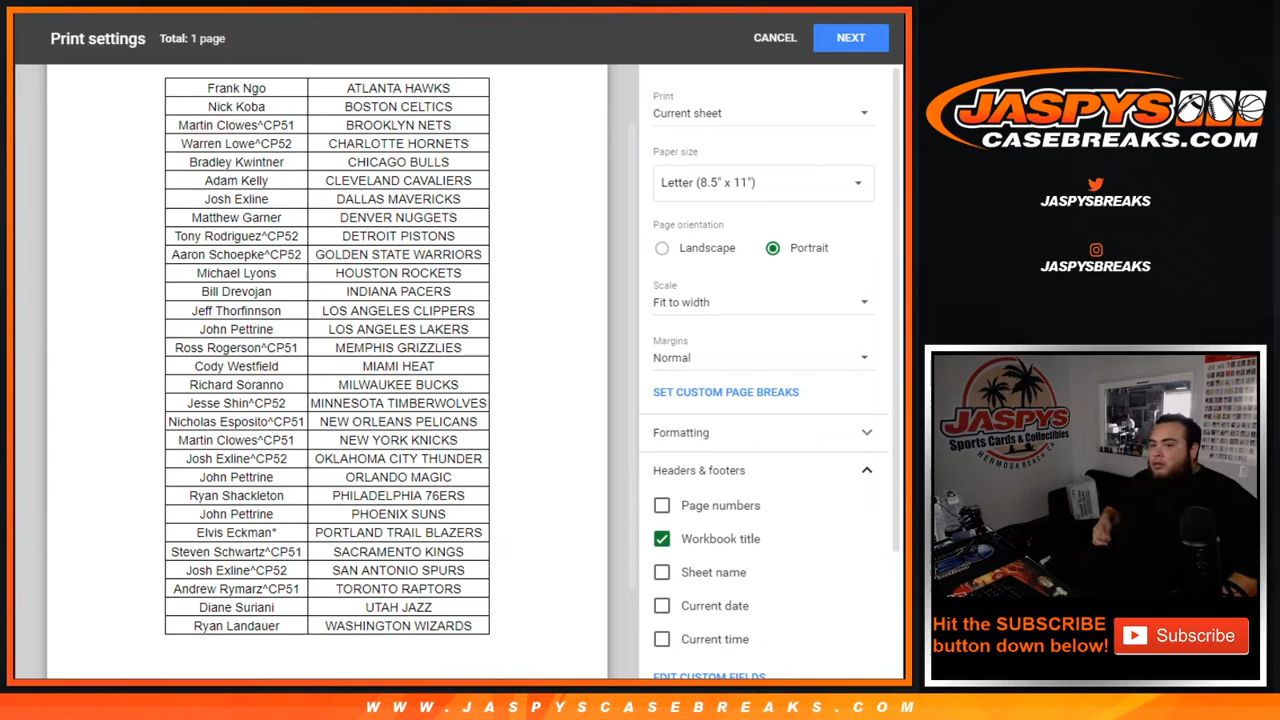 Print settings Total: 1 page CANCEL NEXT
Frank Ngo ATLANTA HAWKS
Nick Koba BOSTON CELTICS
Martin Clowes^CP51 BROOKLYN NETS
Warren Lowe^CP52 CHARLOTTE HORNETS
Bradley Kwintner CHICAGO BULLS
Adam Kelly CLEVELAND CAVALIERS
Josh Exline DALLAS MAVERICKS
Matthew Garner DENVER NUGGETS
Tony Rodriguez^CP52 DETROIT PISTONS
Aaron Schoepke^CP52 GOLDEN STATE WARRIORS
Michael Lyons HOUSTON ROCKETS
Bill Drevojan INDIANA PACERS
Jeff Thorfinnson LOS ANGELES CLIPPERS
John Pettrine LOS ANGELES LAKERS
Ross Rogerson^CP51 MEMPHIS GRIZZLIES
Cody Westfield MIAMI HEAT
Richard Soranno MILWAUKEE BUCKS
Jesse Shin^CP52 MINNESOTA TIMBERWOLVES
Nicholas Esposito^CP51 NEW ORLEANS PELICANS
Martin Clowes^CP51 NEW YORK KNICKS
Josh Exline^CP52 OKLAHOMA CITY THUNDER
John Pettrine ORLANDO MAGIC
Ryan Shackleton PHILADELPHIA 76ERS
John Pettrine PHOENIX SUNS
Elvis Eckman* PORTLAND TRAIL BLAZERS
Steven Schwartz^CP51 SACRAMENTO KINGS
Josh Exline^CP52 SAN ANTONIO SPURS
Andrew Rymarz^CP51 TORONTO RAPTORS
Diane Suriani UTAH JAZZ
Ryan Landauer WASHINGTON WIZARDS
Print
Current sheet
Paper size
Letter (8.5" x 11")
Page orientation
Landscape Portrait
Scale
Fit to width
Margins
Normal
SET CUSTOM PAGE BREAKS
Formatting
Headers & footers
Page numbers
Workbook title
Sheet name
Current date
Current time
EDIT CUSTOM FIELDS
JASPYS
CASEBREAKS.COM
JASPYSBREAKS
JASPYSBREAKS
JASPYS
Sports Cards & Collectibles
HERMOSA BEACH, CA
Hit the SUBSCRIBE
button down below!
Subscribe
WWW.JASPYSCASEBREAKS.COM